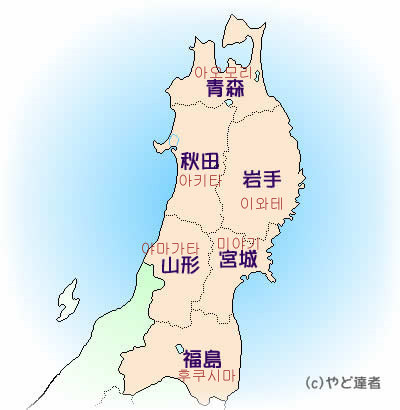 아오모리
青森
秋田
아키타
岩手
이와테
야마가타
山形
미야기
宮城
福島
후쿠시마
(c)やど達者